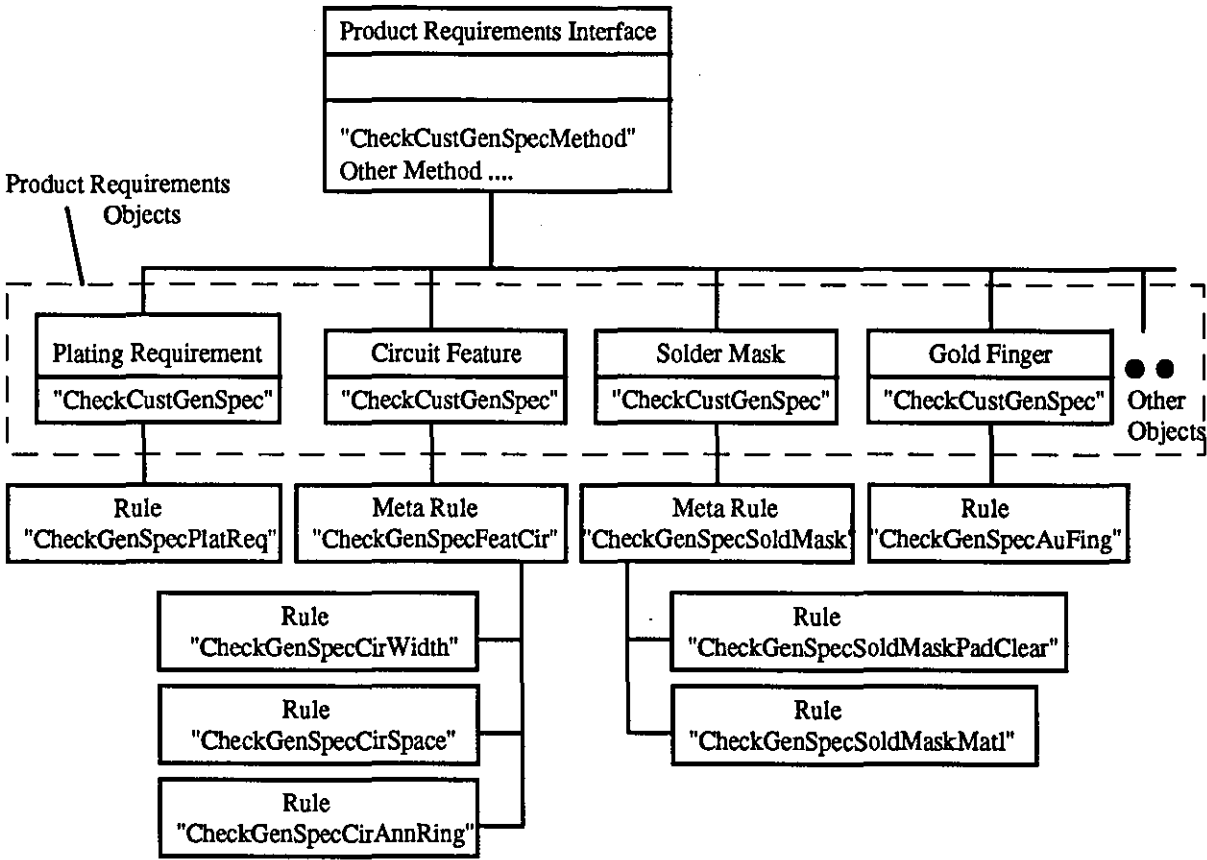 Product Requirements Interface
"CheckCustGenSpecMethod"
Other Method ....
Product Requirements
Objects
Plating Requirement
"CheckCustGenSpec"
Circuit Feature
"CheckCustGenSpec"
Solder Mask
"CheckCustGenSpec"
Gold Finger
"CheckCustGenSpec"
Other
Objects
Rule
"CheckGenSpecPlatReq"
Meta Rule
"CheckGenSpecFeatCir"
Meta Rule
"CheckGenSpecSoldMask"
Rule
"CheckGenSpecAuFing"
Rule
"CheckGenSpecCirWidth"
Rule
"CheckGenSpecCirSpace"
Rule
"CheckGenSpecCirAnnRing"
Rule
"CheckGenSpecSoldMaskPadClear"
Rule
"CheckGenSpecSoldMaskMatl"